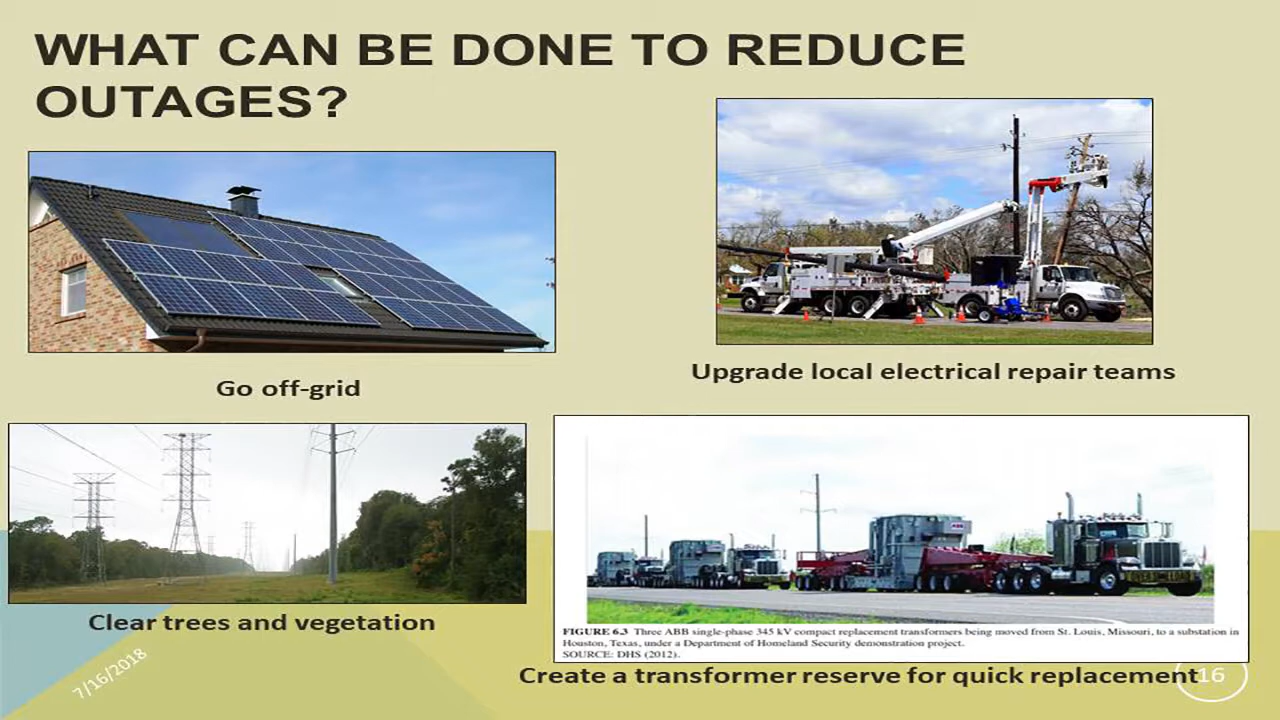 WHAT CAN BE DONE TO REDUCE
OUTAGES?
Go off-grid
Upgrade local electrical repair teams
Clear trees and vegetation
ABB
OVERSIZE LOAD
FIGURE 6.3 Three ABB single-phase 345 kV compact replacement transformers being moved from St. Louis, Missouri, to a substation in
Houston, Texas, under a Department of Homeland Security demonstration project.
SOURCE: DHS (2012).
Create a transformer reserve for quick replacement
7/16/2018
16